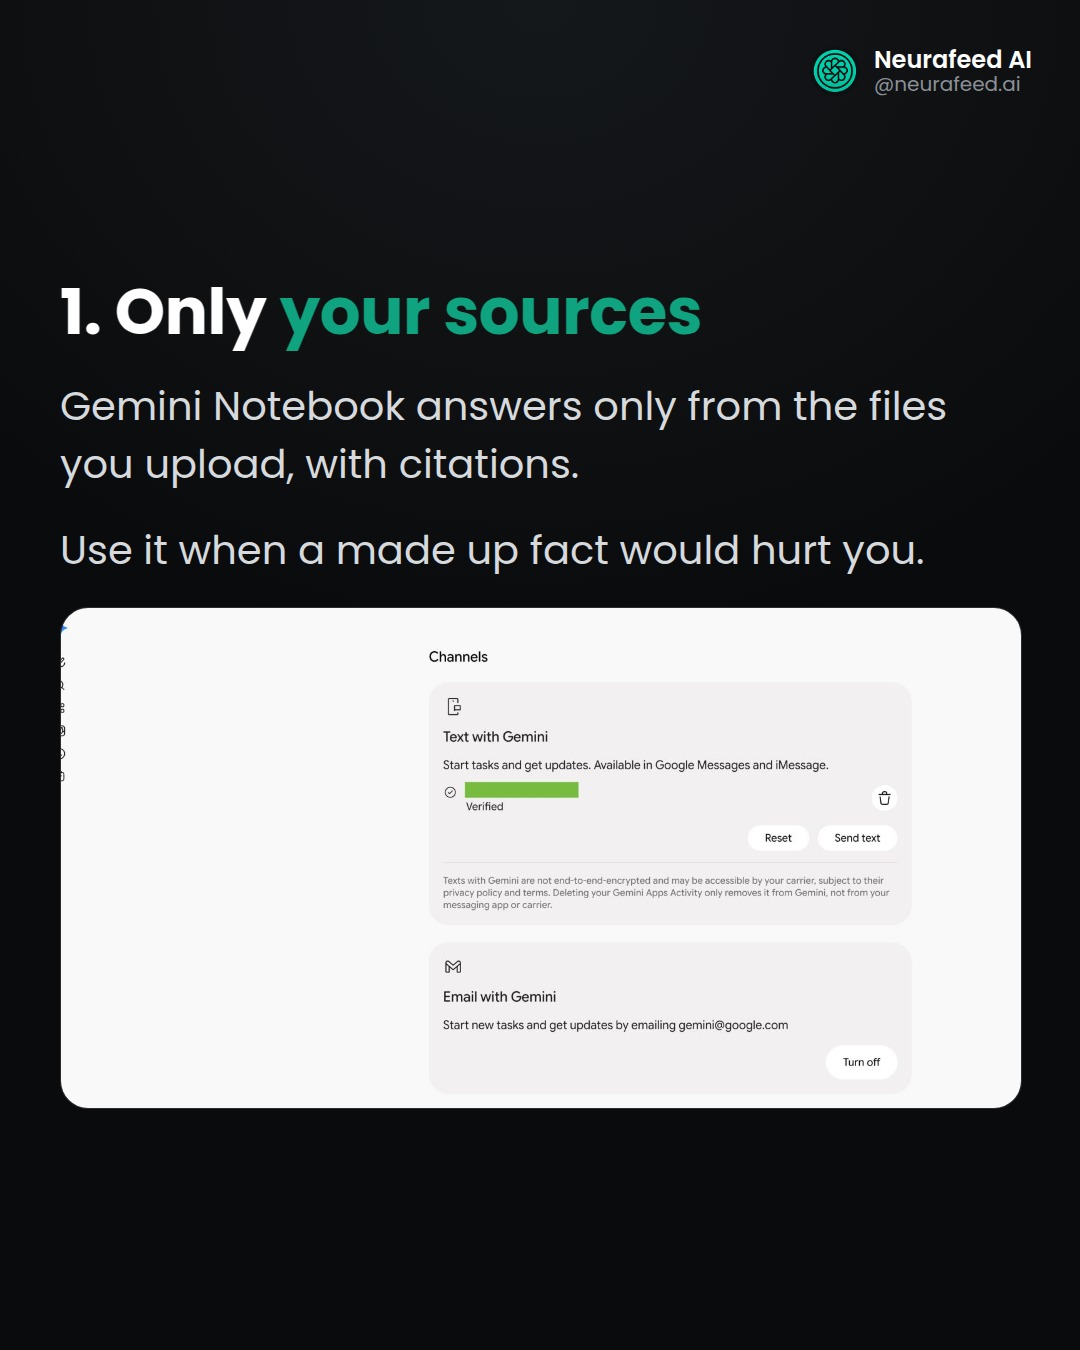 Neurafeed AI
@neurafeed.ai
1. Only your sources
Gemini Notebook answers only from the files
you upload, with citations.
Use it when a made up fact would hurt you.
Channels
Text with Gemini
Start tasks and get updates. Available in Google Messages and iMessage.
Verified
Reset
Send text
Texts with Gemini are not end-to-end-encrypted and may be accessible by your carrier, subject to their
privacy policy and terms. Deleting your Gemini Apps Activity only removes it from Gemini, not from your
messaging app or carrier.
Email with Gemini
Start new tasks and get updates by emailing gemini@google.com
Turn off